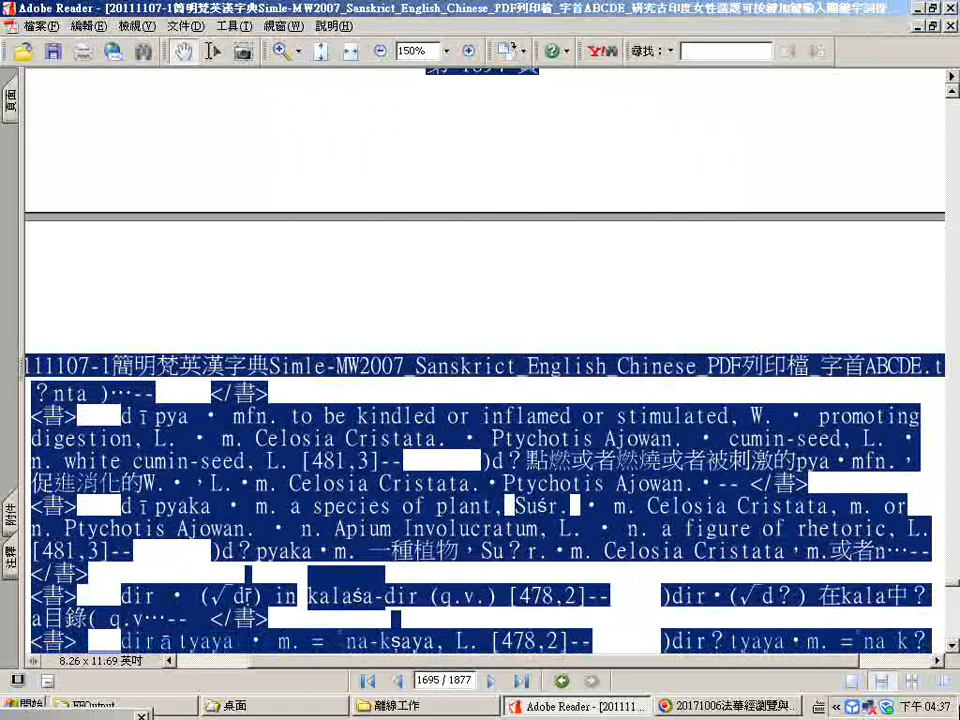 Adobe Reader - [20111107-1簡明梵英漢字典Simle-MW2007_Sanskrict_English_Chinese_PDF列印檔_字首ABCDE_研究古印度女性議題可按鍵加鍵輸入關鍵字詞搜
檔案(F) 編輯(E) 檢視(V) 文件(D) 工具(T) 視窗(W) 說明(H)
150% 尋找:
頁面
第 1694 頁
111107-1簡明梵英漢字典Simle-MW2007_Sanskrict_English_Chinese_PDF列印檔_字首ABCDE.t
?nta )…-- </書>
<書> dīpya • mfn. to be kindled or inflamed or stimulated, W. • promoting
digestion, L. • m. Celosia Cristata. • Ptychotis Ajowan. • cumin-seed, L. •
n. white cumin-seed, L. [481,3]-- )d?點燃或者燃燒或者被刺激的pya•mfn.,
促進消化的W.•,L.•m. Celosia Cristata.•Ptychotis Ajowan.•-- </書>
<書> dīpyaka • m. a species of plant, Suśr. • m. Celosia Cristata, m. or
n. Ptychotis Ajowan. • n. Apium Involucratum, L. • n. a figure of rhetoric, L.
[481,3]-- )d?pyaka•m. 一種植物,Su?r.•m. Celosia Cristata,m.或者n…--
</書>
<書> dir • (√dṝ) in kalaśa-dir (q.v.) [478,2]-- )dir•(√d?) 在kala中?
a目錄( q.v…-- </書>
<書> dirātyaya • m. = °na-kṣaya, L. [478,2]-- )dir?tyaya•m. =°na k?
附件
注釋
8.26 x 11.69 英吋
1695 / 1877
開始 EEOutput 桌面 離線工作 Adobe Reader - [201111... 20171006法華經瀏覽與... 下午 04:37